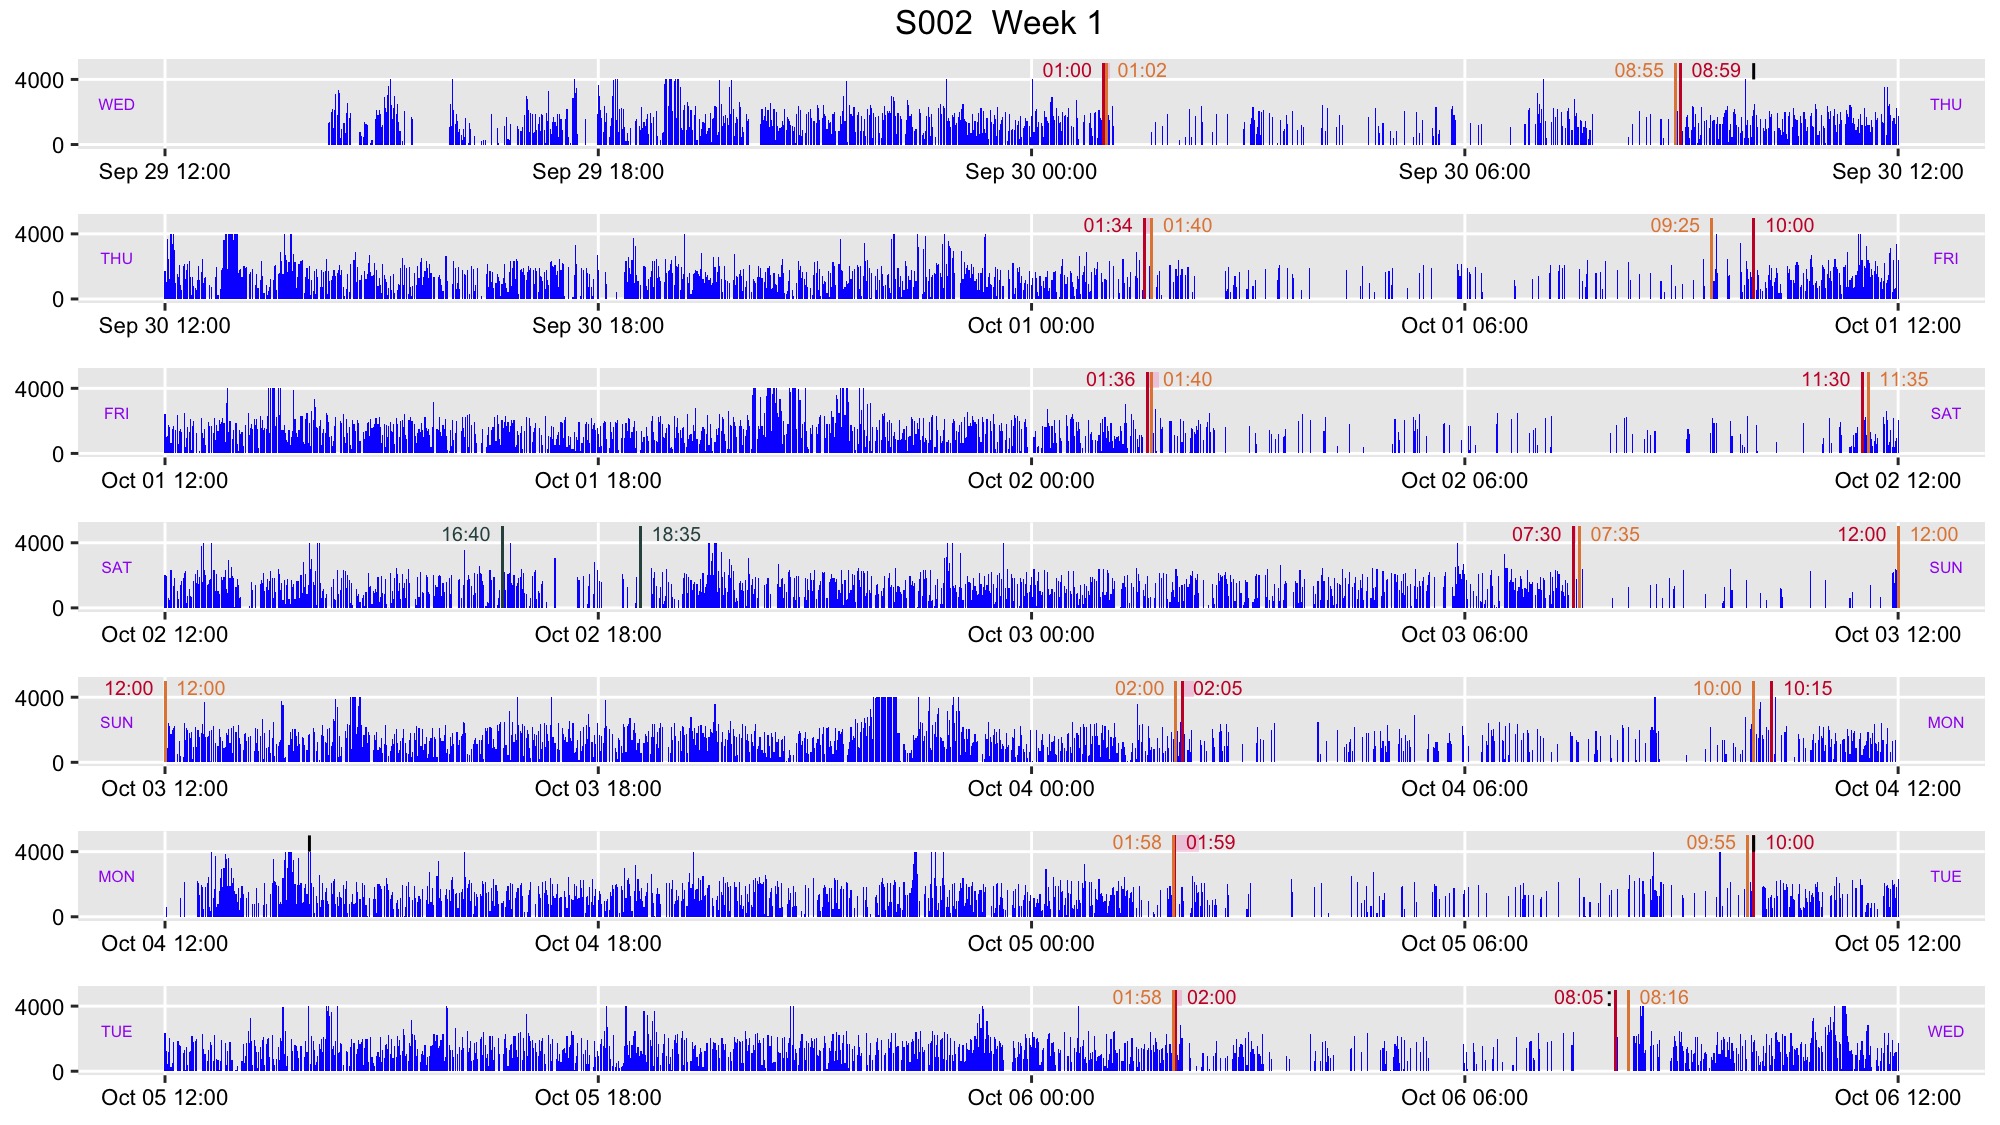 S002  Week 1
4000 01:00 01:02 08:55 08:59
WED THU
0
Sep 29 12:00 Sep 29 18:00 Sep 30 00:00 Sep 30 06:00 Sep 30 12:00
4000 01:34 01:40 09:25 10:00
THU FRI
0
Sep 30 12:00 Sep 30 18:00 Oct 01 00:00 Oct 01 06:00 Oct 01 12:00
4000 01:36 01:40 11:30 11:35
FRI SAT
0
Oct 01 12:00 Oct 01 18:00 Oct 02 00:00 Oct 02 06:00 Oct 02 12:00
4000 16:40 18:35 07:30 07:35 12:00 12:00
SAT SUN
0
Oct 02 12:00 Oct 02 18:00 Oct 03 00:00 Oct 03 06:00 Oct 03 12:00
4000 12:00 12:00 02:00 02:05 10:00 10:15
SUN MON
0
Oct 03 12:00 Oct 03 18:00 Oct 04 00:00 Oct 04 06:00 Oct 04 12:00
4000 01:58 01:59 09:55 10:00
MON TUE
0
Oct 04 12:00 Oct 04 18:00 Oct 05 00:00 Oct 05 06:00 Oct 05 12:00
4000 01:58 02:00 08:05 08:16
TUE WED
0
Oct 05 12:00 Oct 05 18:00 Oct 06 00:00 Oct 06 06:00 Oct 06 12:00